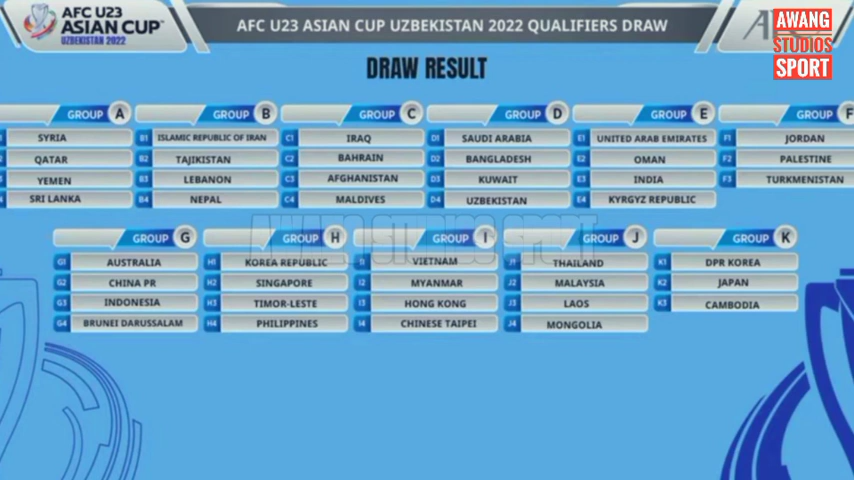 AFC U23
ASIAN CUP
UZBEKISTAN 2022
AFC U23 ASIAN CUP UZBEKISTAN 2022 QUALIFIERS DRAW
AFC
AWANG
STUDIOS
SPORT
DRAW RESULT
GROUP A
SYRIA
QATAR
YEMEN
SRI LANKA
GROUP B
B1 ISLAMIC REPUBLIC OF IRAN
B2 TAJIKISTAN
B3 LEBANON
B4 NEPAL
GROUP C
C1 IRAQ
C2 BAHRAIN
C3 AFGHANISTAN
C4 MALDIVES
GROUP D
D1 SAUDI ARABIA
D2 BANGLADESH
D3 KUWAIT
D4 UZBEKISTAN
GROUP E
E1 UNITED ARAB EMIRATES
E2 OMAN
E3 INDIA
E4 KYRGYZ REPUBLIC
GROUP F
F1 JORDAN
F2 PALESTINE
F3 TURKMENISTAN
AWANG STUDIOS SPORT
GROUP G
G1 AUSTRALIA
G2 CHINA PR
G3 INDONESIA
G4 BRUNEI DARUSSALAM
GROUP H
H1 KOREA REPUBLIC
H2 SINGAPORE
H3 TIMOR-LESTE
H4 PHILIPPINES
GROUP I
I1 VIETNAM
I2 MYANMAR
I3 HONG KONG
I4 CHINESE TAIPEI
GROUP J
J1 THAILAND
J2 MALAYSIA
J3 LAOS
J4 MONGOLIA
GROUP K
K1 DPR KOREA
K2 JAPAN
K3 CAMBODIA